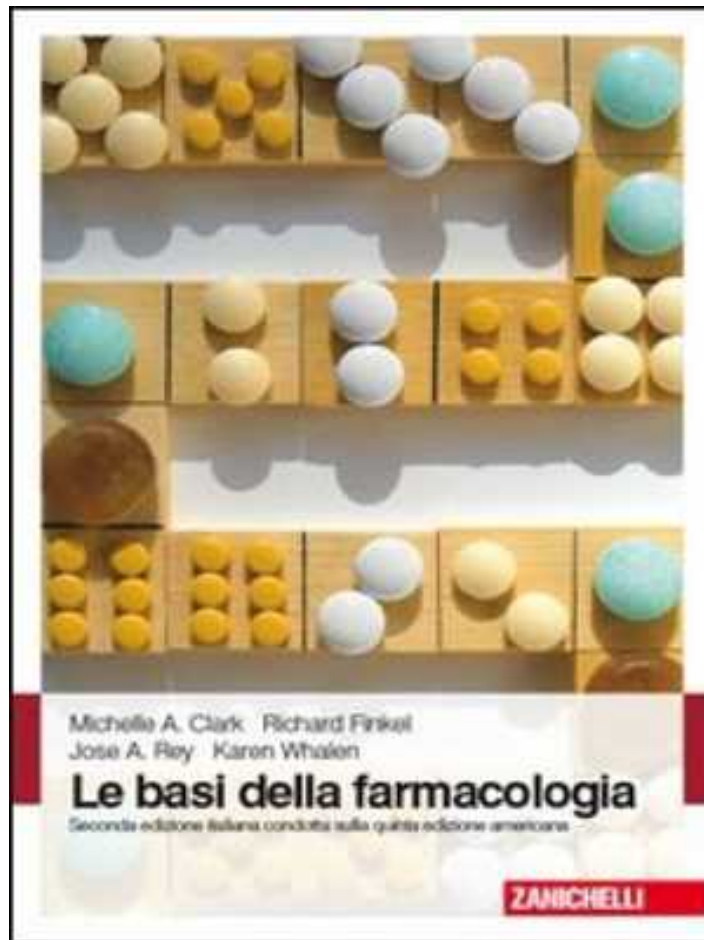 Michelle A. Clark Richard Finkel
Jose A. Rey Karen Whalen
Le basi della farmacologia
Seconda edizione italiana condotta sulla quinta edizione americana
ZANICHELLI